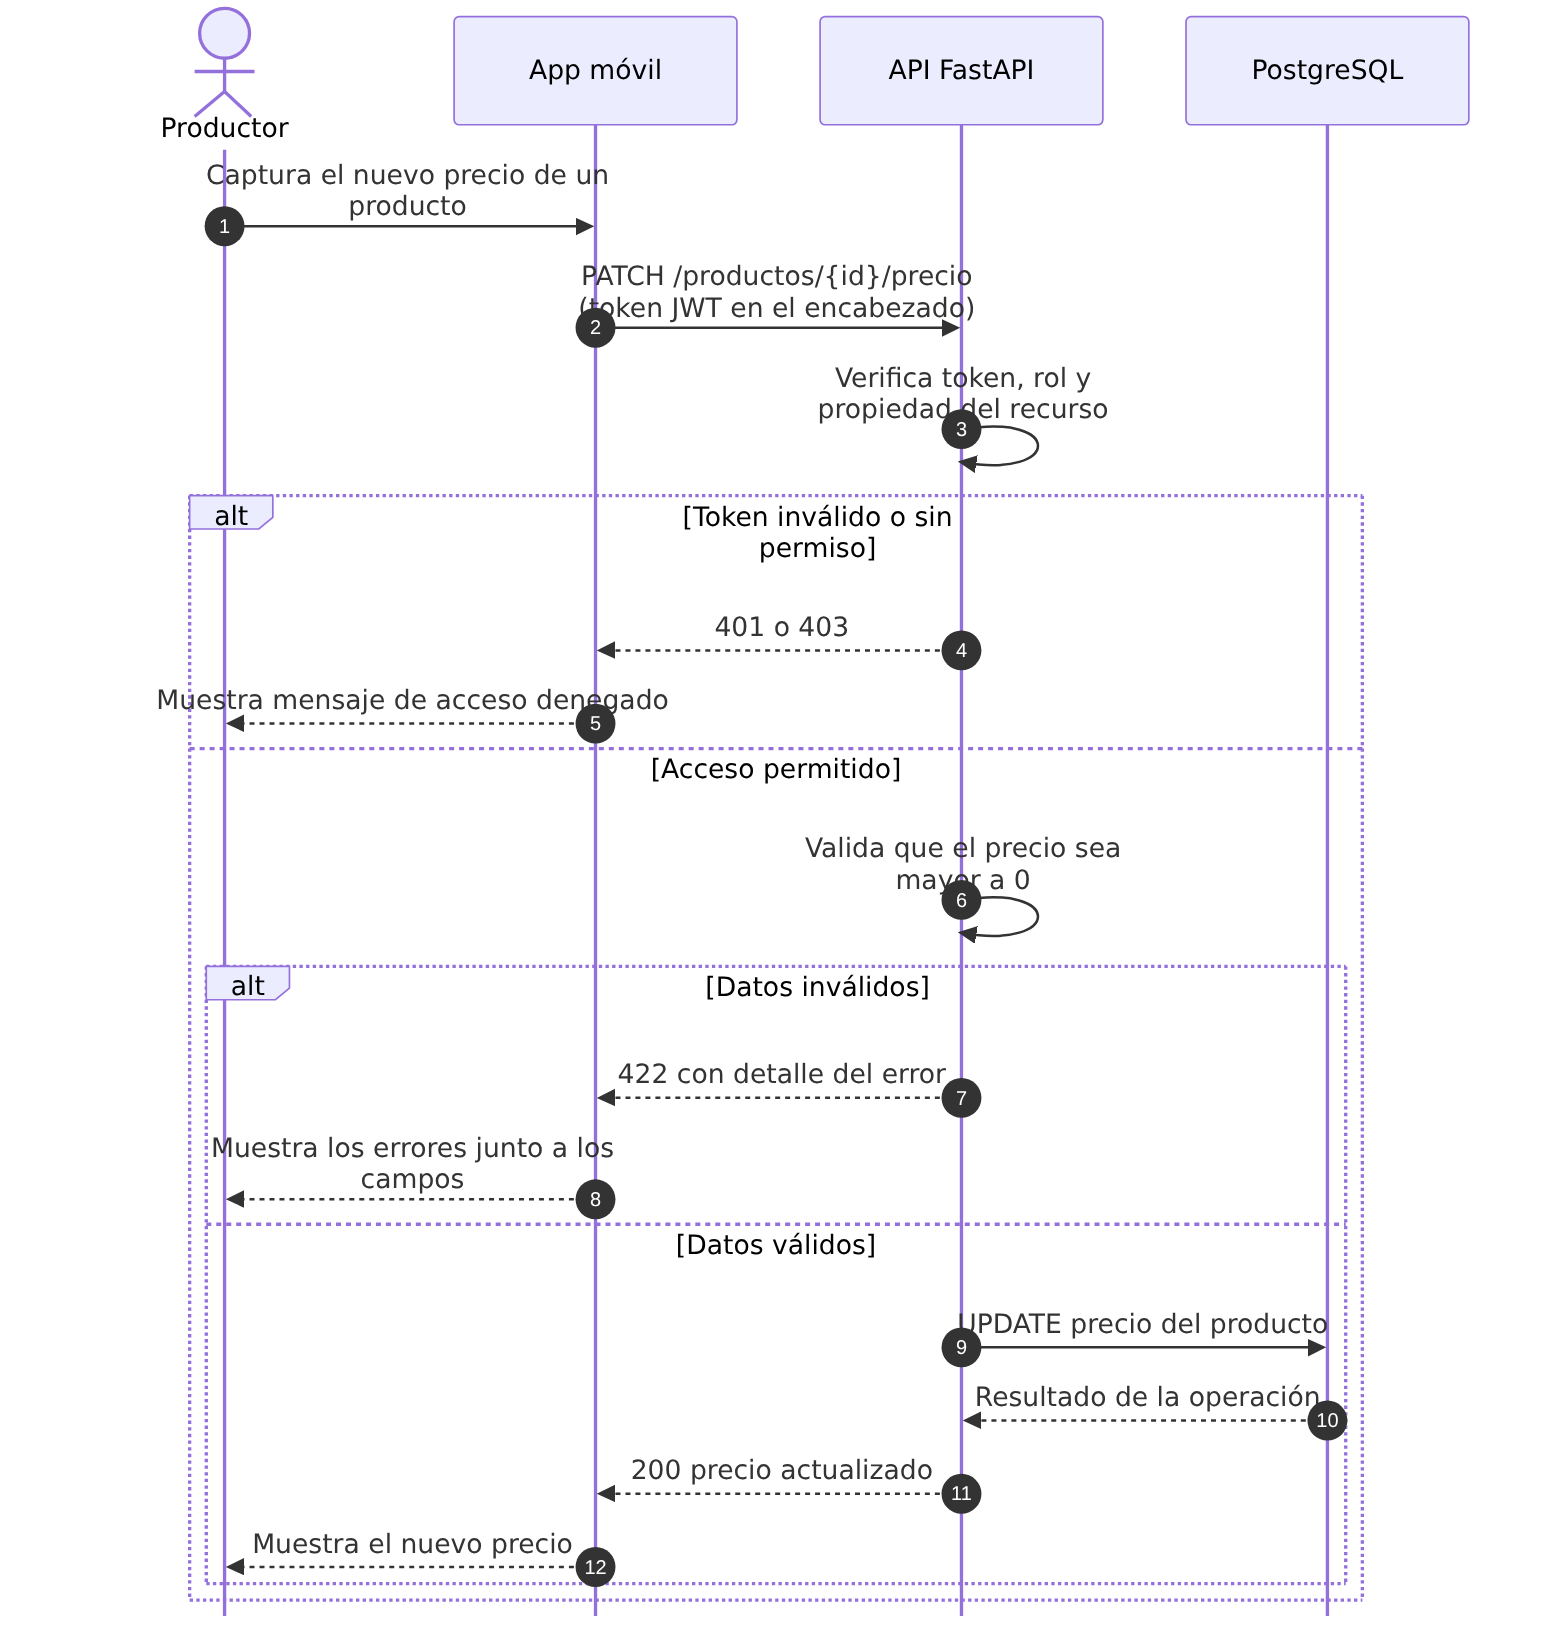 Productor
App móvil
API FastAPI
PostgreSQL
Captura el nuevo precio de un
producto
1
PATCH /productos/{id}/precio
(token JWT en el encabezado)
2
Verifica token, rol y
propiedad del recurso
3
alt
[Token inválido o sin
permiso]
401 o 403
4
Muestra mensaje de acceso denegado
5
[Acceso permitido]
Valida que el precio sea
mayor a 0
6
alt
[Datos inválidos]
422 con detalle del error
7
Muestra los errores junto a los
campos
8
[Datos válidos]
UPDATE precio del producto
9
Resultado de la operación
10
200 precio actualizado
11
Muestra el nuevo precio
12